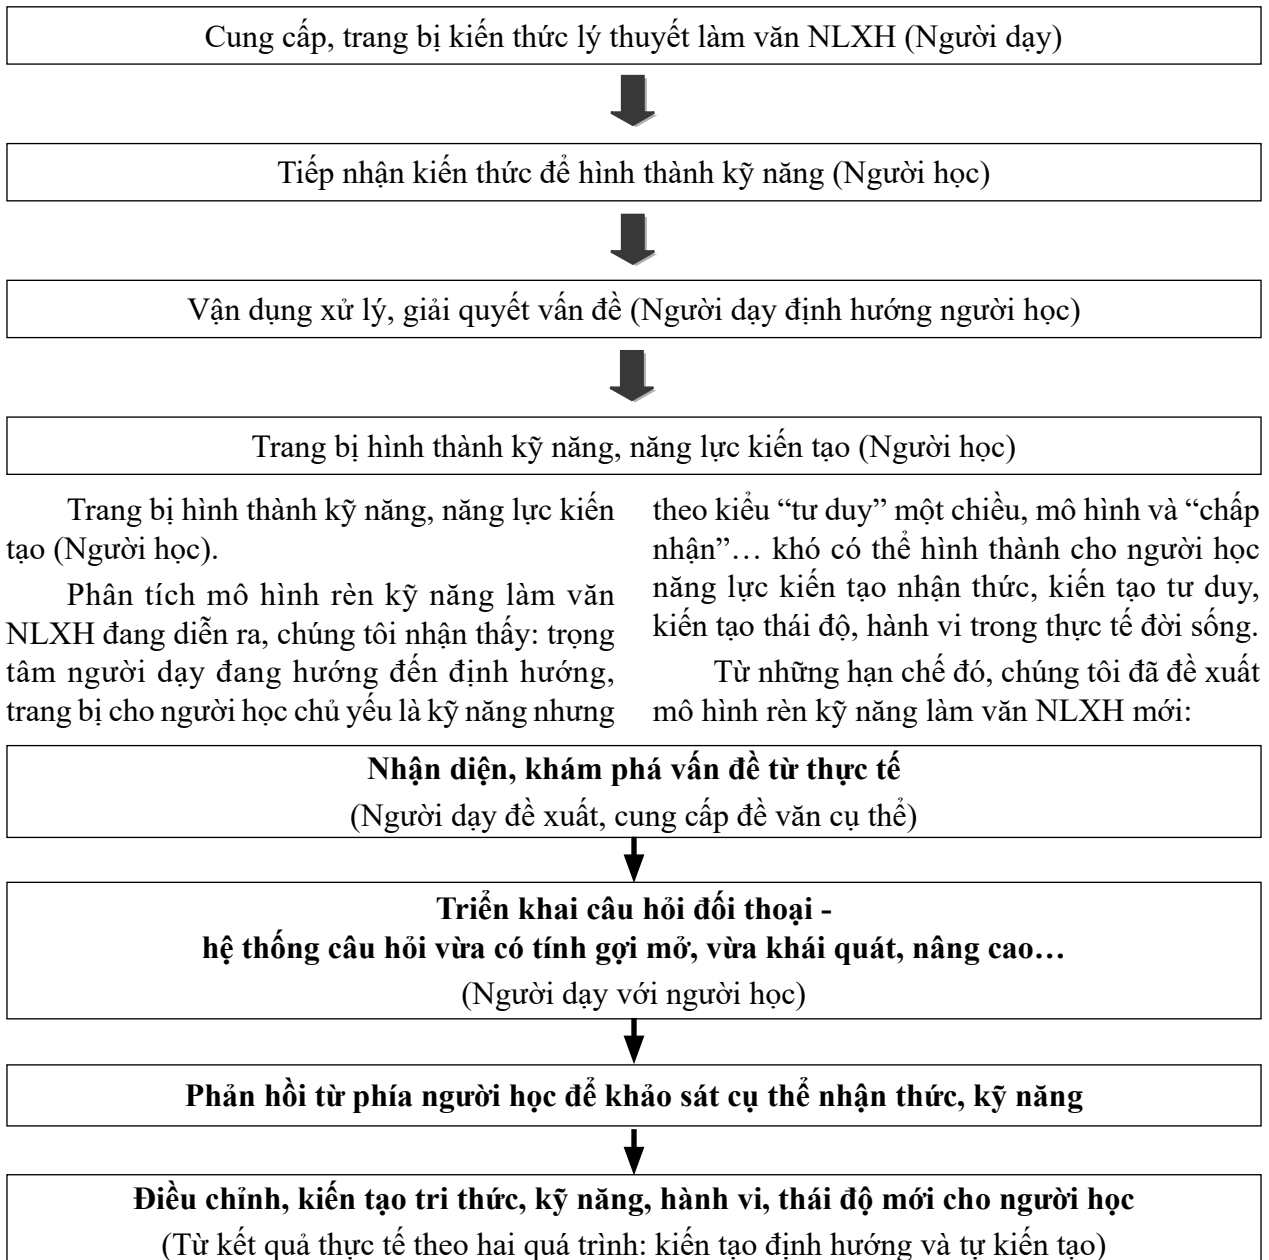 Cung cấp, trang bị kiến thức lý thuyết làm văn NLXH (Người dạy)
Tiếp nhận kiến thức để hình thành kỹ năng (Người học)
Vận dụng xử lý, giải quyết vấn đề (Người dạy định hướng người học)
Trang bị hình thành kỹ năng, năng lực kiến tạo (Người học)
Trang bị hình thành kỹ năng, năng lực kiến
tạo (Người học).
Phân tích mô hình rèn kỹ năng làm văn
NLXH đang diễn ra, chúng tôi nhận thấy: trọng
tâm người dạy đang hướng đến định hướng,
trang bị cho người học chủ yếu là kỹ năng nhưng
theo kiểu “tư duy” một chiều, mô hình và “chấp
nhận”… khó có thể hình thành cho người học
năng lực kiến tạo nhận thức, kiến tạo tư duy,
kiến tạo thái độ, hành vi trong thực tế đời sống.
Từ những hạn chế đó, chúng tôi đã đề xuất
mô hình rèn kỹ năng làm văn NLXH mới:
Nhận diện, khám phá vấn đề từ thực tế
(Người dạy đề xuất, cung cấp đề văn cụ thể)
Triển khai câu hỏi đối thoại -
hệ thống câu hỏi vừa có tính gợi mở, vừa khái quát, nâng cao…
(Người dạy với người học)
Phản hồi từ phía người học để khảo sát cụ thể nhận thức, kỹ năng
Điều chỉnh, kiến tạo tri thức, kỹ năng, hành vi, thái độ mới cho người học
(Từ kết quả thực tế theo hai quá trình: kiến tạo định hướng và tự kiến tạo)